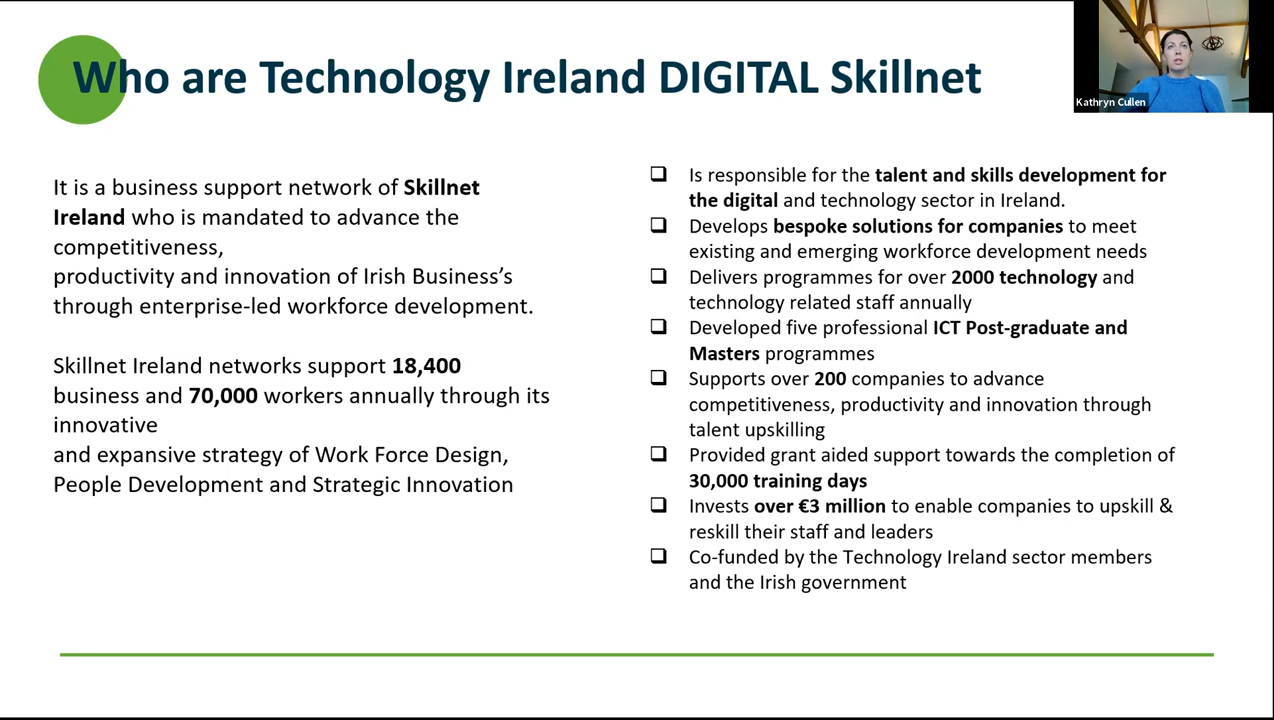 Who are Technology Ireland DIGITAL Skillnet
Kathryn Cullen
It is a business support network of Skillnet
Ireland who is mandated to advance the
competitiveness,
productivity and innovation of Irish Business’s
through enterprise-led workforce development.
Skillnet Ireland networks support 18,400
business and 70,000 workers annually through its
innovative
and expansive strategy of Work Force Design,
People Development and Strategic Innovation
Is responsible for the talent and skills development for
the digital and technology sector in Ireland.
Develops bespoke solutions for companies to meet
existing and emerging workforce development needs
Delivers programmes for over 2000 technology and
technology related staff annually
Developed five professional ICT Post-graduate and
Masters programmes
Supports over 200 companies to advance
competitiveness, productivity and innovation through
talent upskilling
Provided grant aided support towards the completion of
30,000 training days
Invests over €3 million to enable companies to upskill &
reskill their staff and leaders
Co-funded by the Technology Ireland sector members
and the Irish government